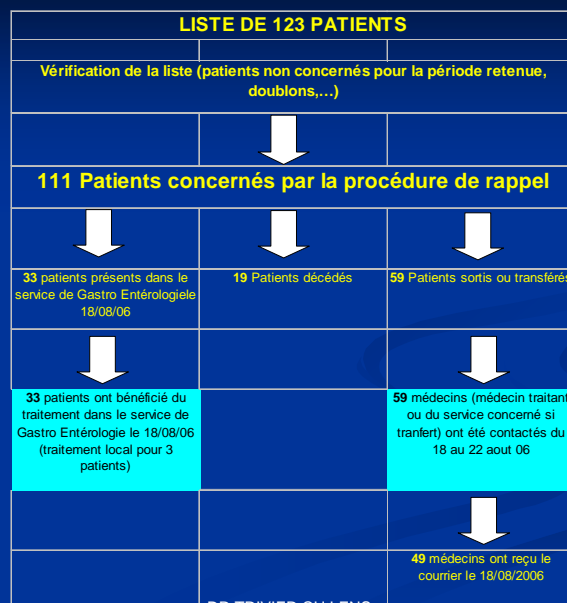 LISTE DE 123 PATIENTS
Vérification de la liste (patients non concernés pour la période retenue,
doublons,…)
111 Patients concernés par la procédure de rappel
33 patients présents dans le
service de Gastro Entérologiele
18/08/06
19 Patients décédés
59 Patients sortis ou transférés
33 patients ont bénéficié du
traitement dans le service de
Gastro Entérologie le 18/08/06
(traitement local pour 3
patients)
59 médecins (médecin traitant
ou du service concerné si
tranfert) ont été contactés du
18 au 22 aout 06
49 médecins ont reçu le
courrier le 18/08/2006